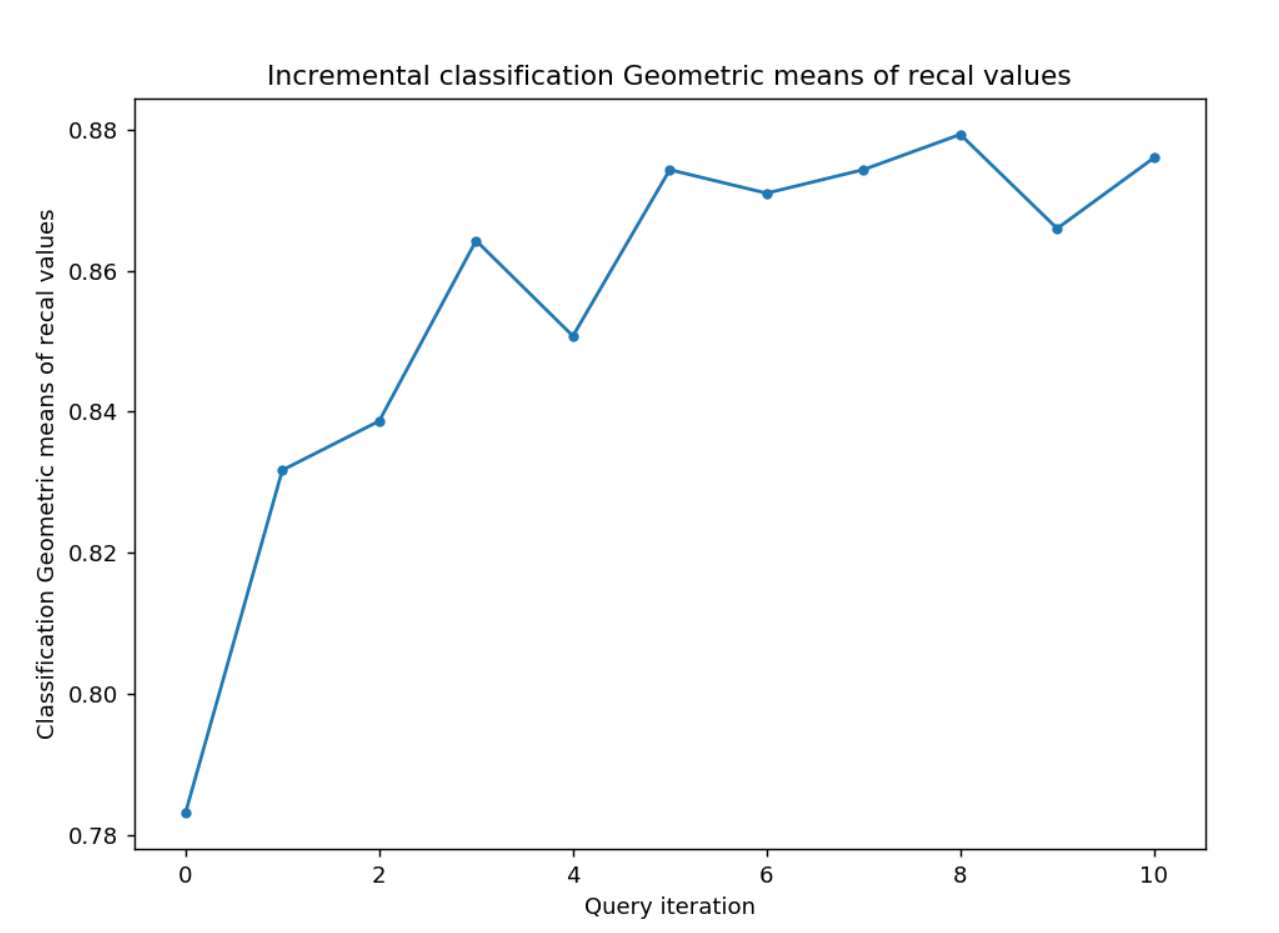 Incremental classification Geometric means of recal values
Classification Geometric means of recal values
0.88
0.86
0.84
0.82
0.80
0.78
0 2 4 6 8 10
Query iteration